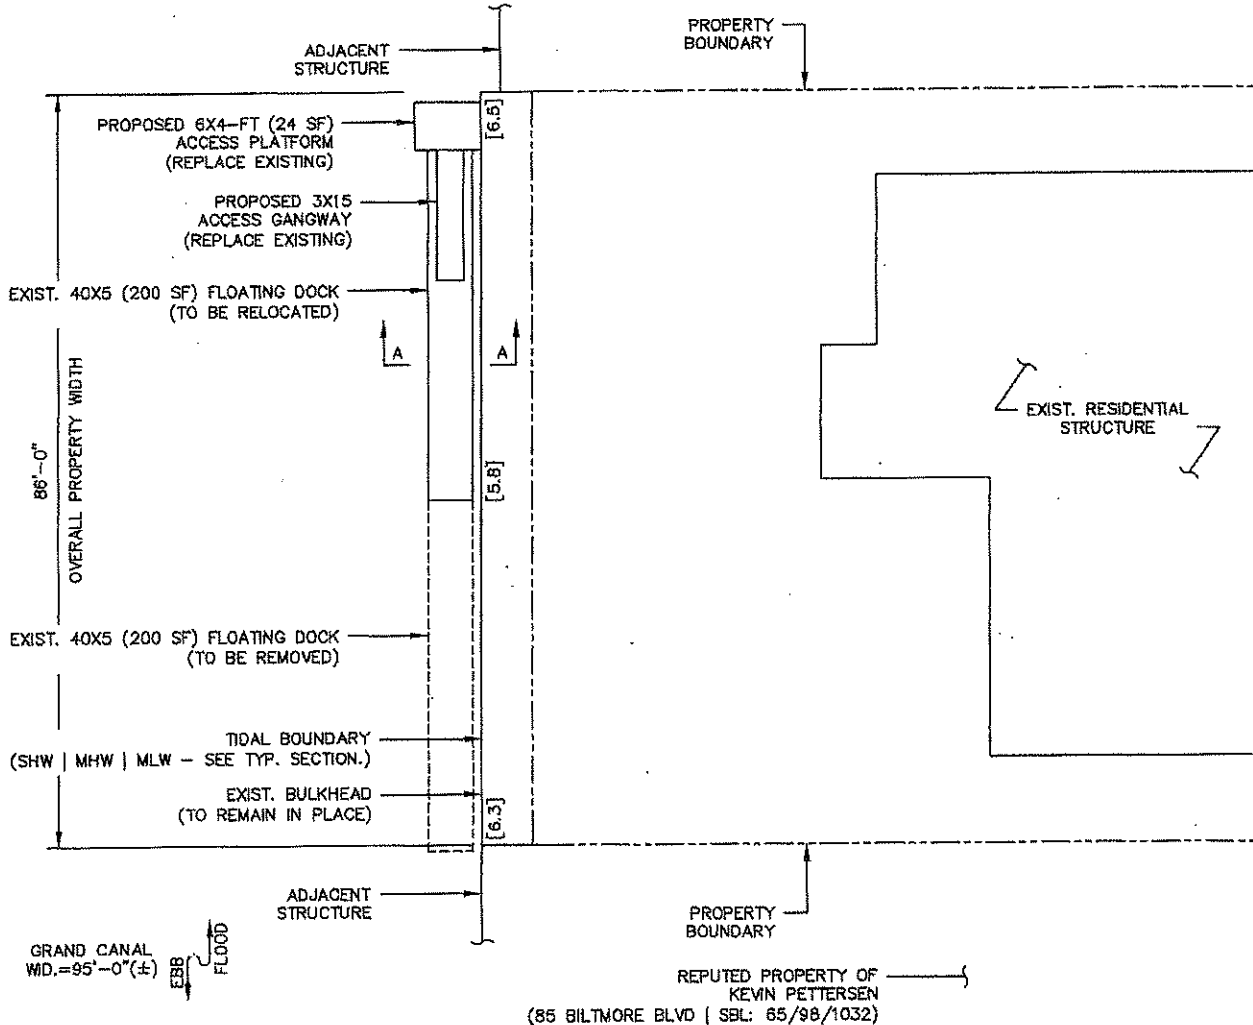 ADJACENT
STRUCTURE
PROPERTY
BOUNDARY
PROPOSED 6X4-FT (24 SF)
ACCESS PLATFORM
(REPLACE EXISTING)
[6.5]
PROPOSED 3X15
ACCESS GANGWAY
(REPLACE EXISTING)
EXIST. 40X5 (200 SF) FLOATING DOCK
(TO BE RELOCATED)
A
A
EXIST. RESIDENTIAL
STRUCTURE
86'-0"
OVERALL PROPERTY WIDTH
[5.8]
EXIST. 40X5 (200 SF) FLOATING DOCK
(TO BE REMOVED)
TIDAL BOUNDARY
(SHW | MHW | MLW - SEE TYP. SECTION.)
EXIST. BULKHEAD
(TO REMAIN IN PLACE)
[6.3]
ADJACENT
STRUCTURE
PROPERTY
BOUNDARY
GRAND CANAL
WID.=95'-0"(±)
EBB
FLOOD
REPUTED PROPERTY OF
KEVIN PETTERSEN
(85 BILTMORE BLVD | SBL: 65/98/1032)